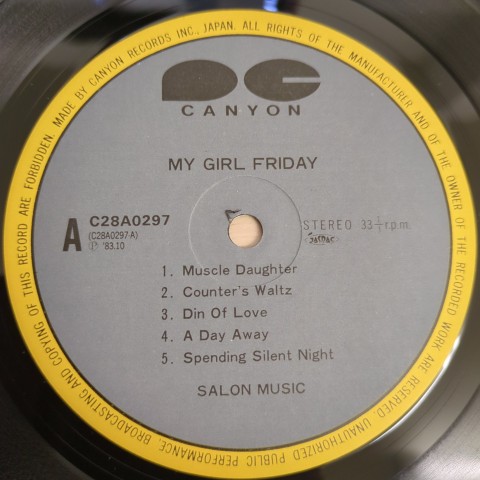 MADE BY CANYON RECORDS INC., JAPAN. ALL RIGHTS OF THE MANUFACTURER AND OF THE OWNER OF THE RECORDED WORK ARE RESERVED. UNAUTHORIZED PUBLIC PERFORMANCE, BROADCASTING AND COPYING OF THIS RECORD ARE FORBIDDEN.
CANYON
MY GIRL FRIDAY
A
C28A0297
(C28A0297-A)
℗ '83.10
STEREO 33⅓r.p.m.
1. Muscle Daughter
2. Counter's Waltz
3. Din Of Love
4. A Day Away
5. Spending Silent Night
SALON MUSIC